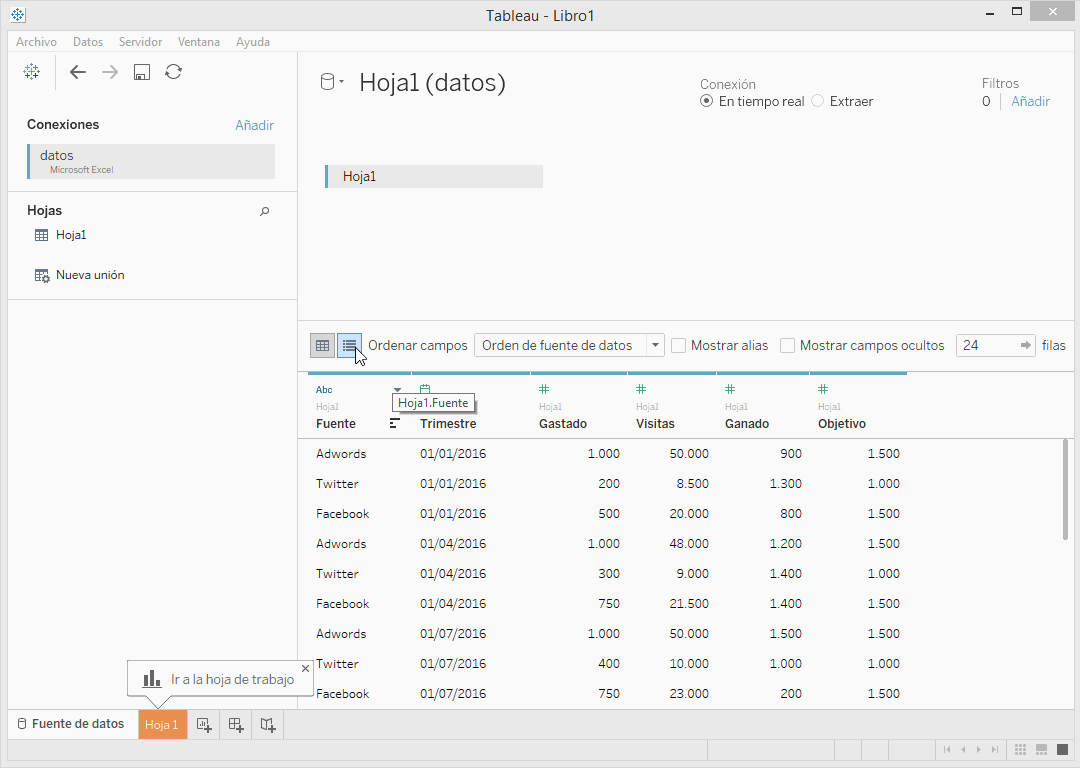 Tableau - Libro1
Archivo Datos Servidor Ventana Ayuda
Conexiones Añadir
datos
Microsoft Excel
Hojas
Hoja1
Nueva unión
Hoja1 (datos)
Conexión
En tiempo real Extraer
Filtros
0 Añadir
Hoja1
Ordenar campos Orden de fuente de datos Mostrar alias Mostrar campos ocultos 24 filas
Abc
Hoja1.Fuente
Hoja1 Hoja1 Hoja1 Hoja1 Hoja1
Fuente Trimestre Gastado Visitas Ganado Objetivo
Adwords 01/01/2016 1.000 50.000 900 1.500
Twitter 01/01/2016 200 8.500 1.300 1.000
Facebook 01/01/2016 500 20.000 800 1.500
Adwords 01/04/2016 1.000 48.000 1.200 1.500
Twitter 01/04/2016 300 9.000 1.400 1.000
Facebook 01/04/2016 750 21.500 1.400 1.500
Adwords 01/07/2016 1.000 50.000 1.500 1.500
Twitter 01/07/2016 400 10.000 1.000 1.000
Facebook 01/07/2016 750 23.000 200 1.500
Ir a la hoja de trabajo
Fuente de datos Hoja 1